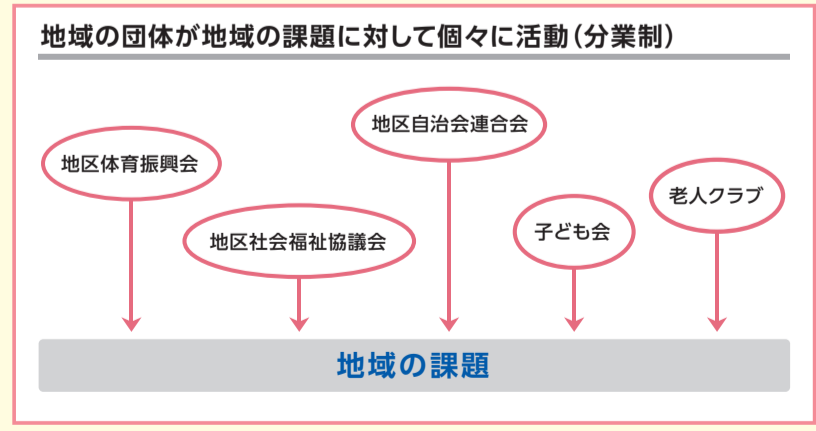 地域の団体が地域の課題に対して個々に活動（分業制）
地区自治会連合会
地区体育振興会
老人クラブ
地区社会福祉協議会
子ども会
地域の課題